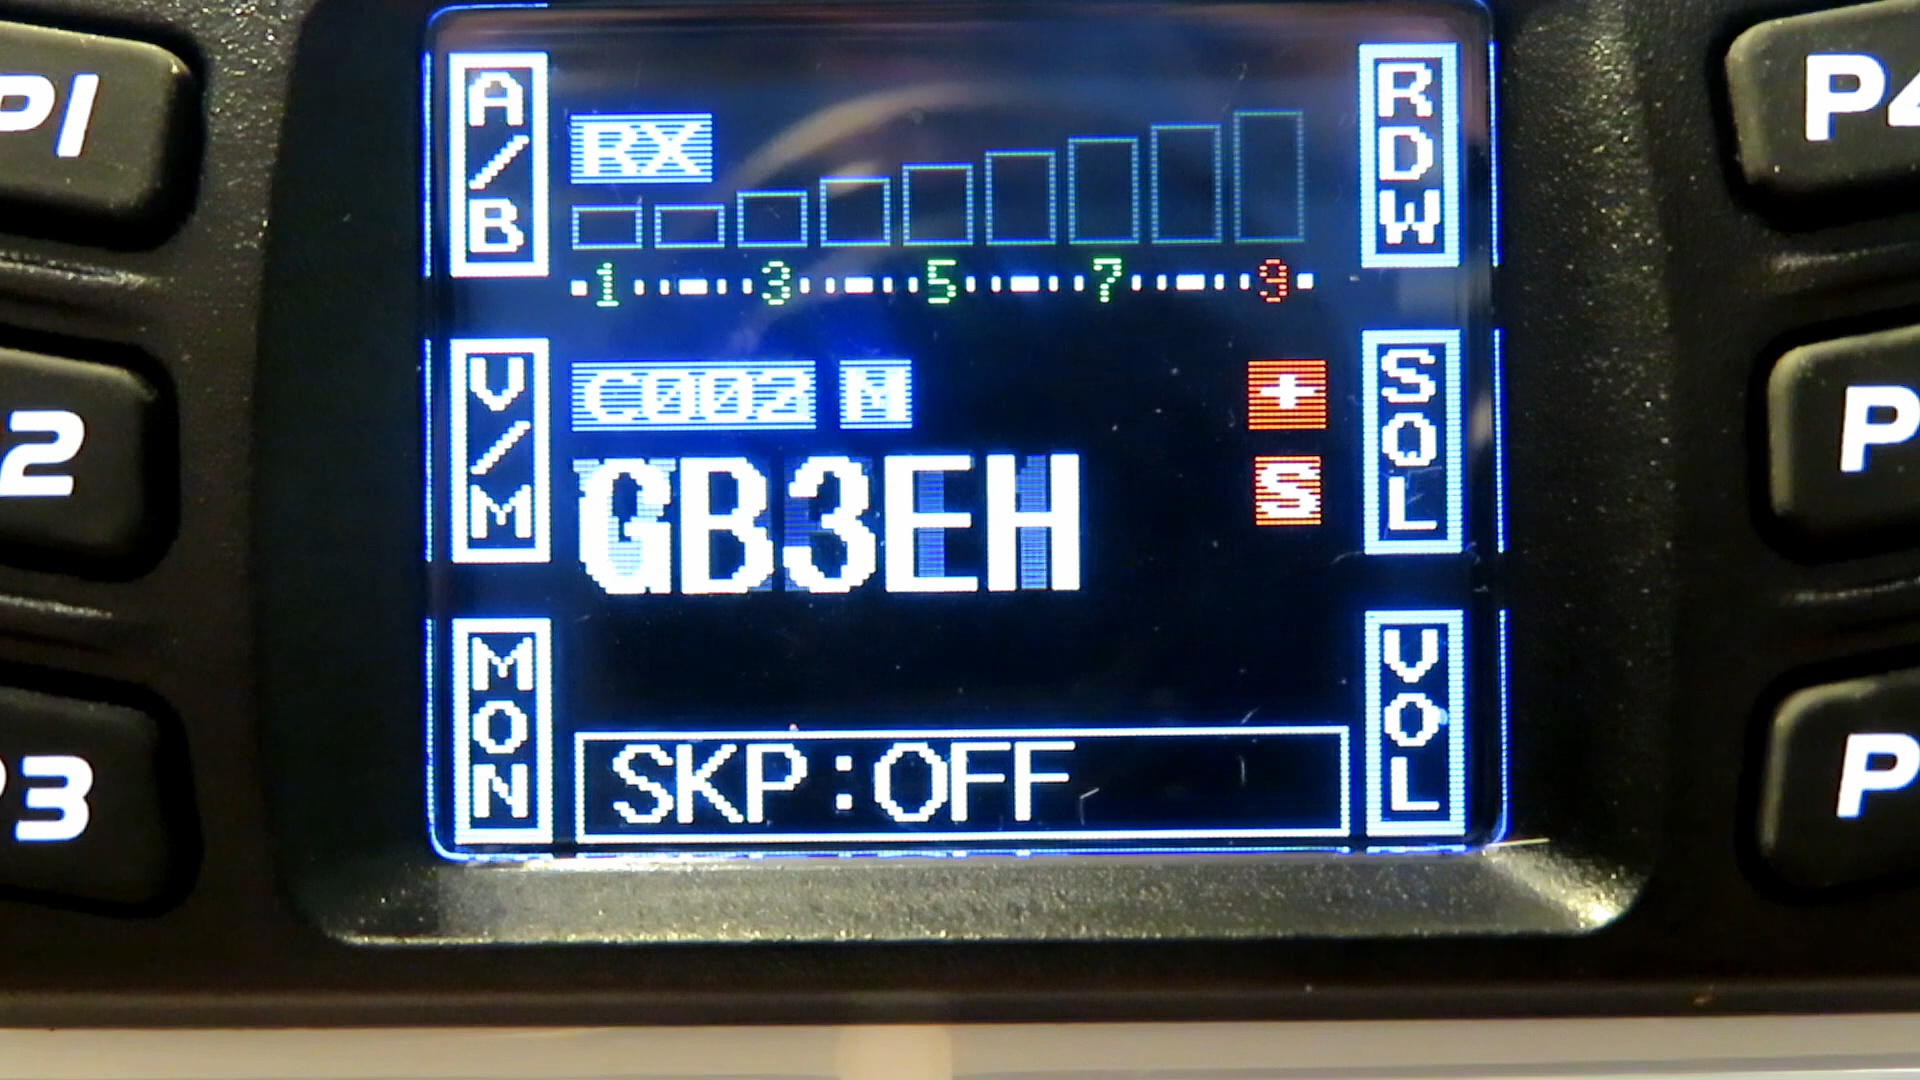 P1
A/B
RX
RDW
P4
1 3 5 7 9
2
V/M
C002 M
+
SQL
P
GB3EH
S
3
MON
SKP:OFF
VOL
P